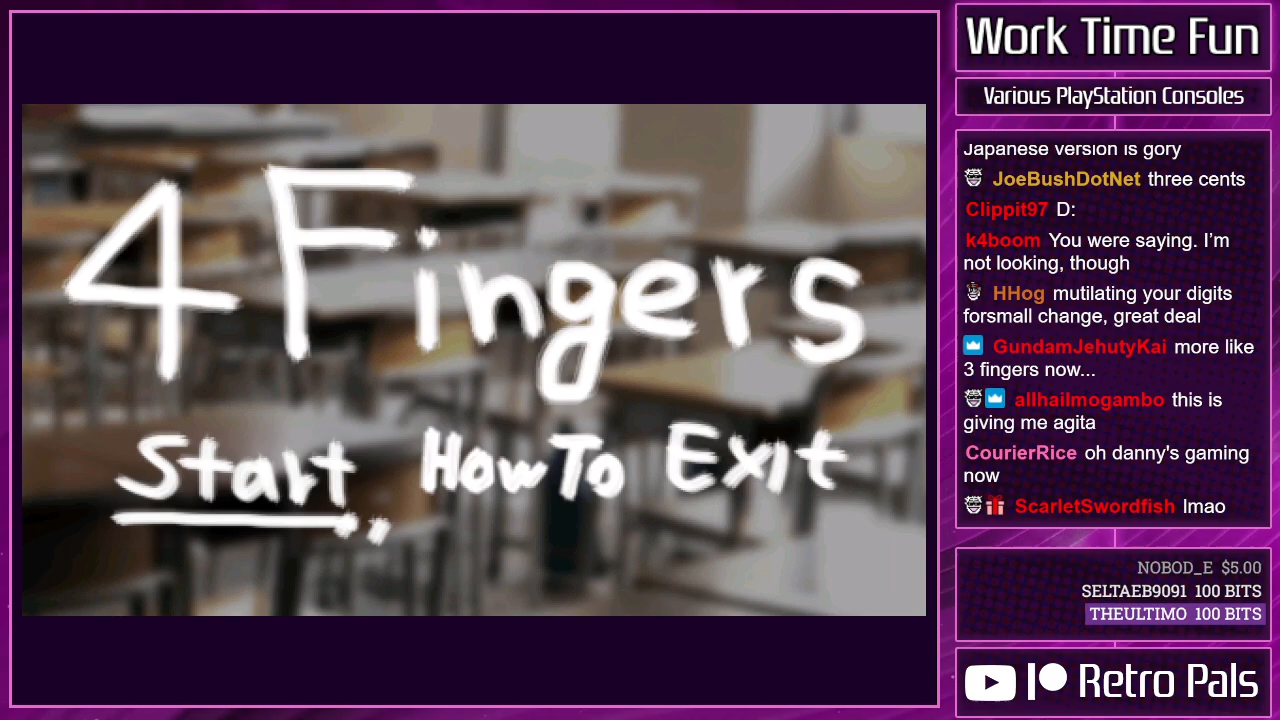 4 Fingers
Start HowTo Exit
Work Time Fun
Various PlayStation Consoles
Japanese version is gory
JoeBushDotNet three cents
Clippit97 D:
k4boom You were saying. I'm
not looking, though
HHog mutilating your digits
forsmall change, great deal
GundamJehutyKai more like
3 fingers now...
allhailmogambo this is
giving me agita
CourierRice oh danny's gaming
now
ScarletSwordfish lmao
NOBOD_E $5.00
SELTAEB9091 100 BITS
THEULTIMO 100 BITS
Retro Pals